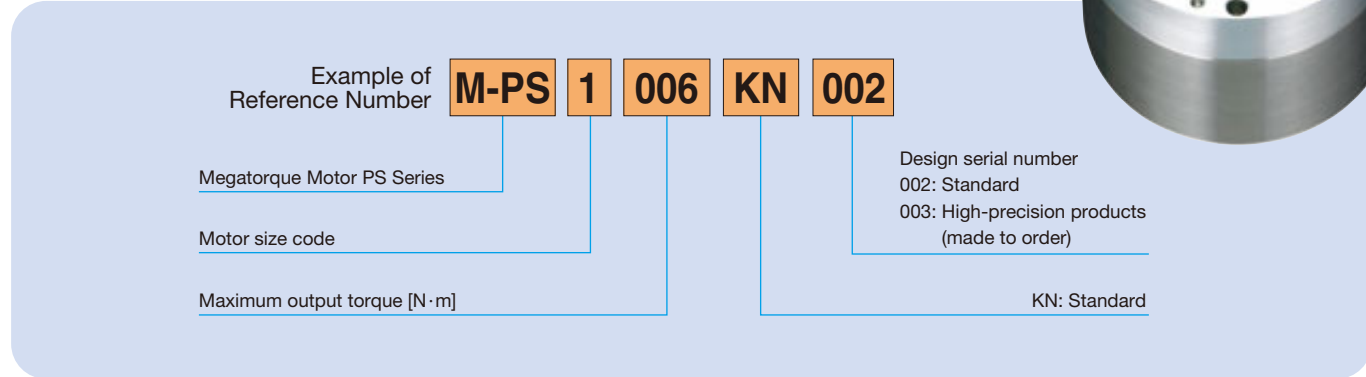 Example of
Reference Number
M-PS 1 006 KN 002
Megatorque Motor PS Series
Motor size code
Maximum output torque [N·m]
Design serial number
002: Standard
003: High-precision products
(made to order)
KN: Standard